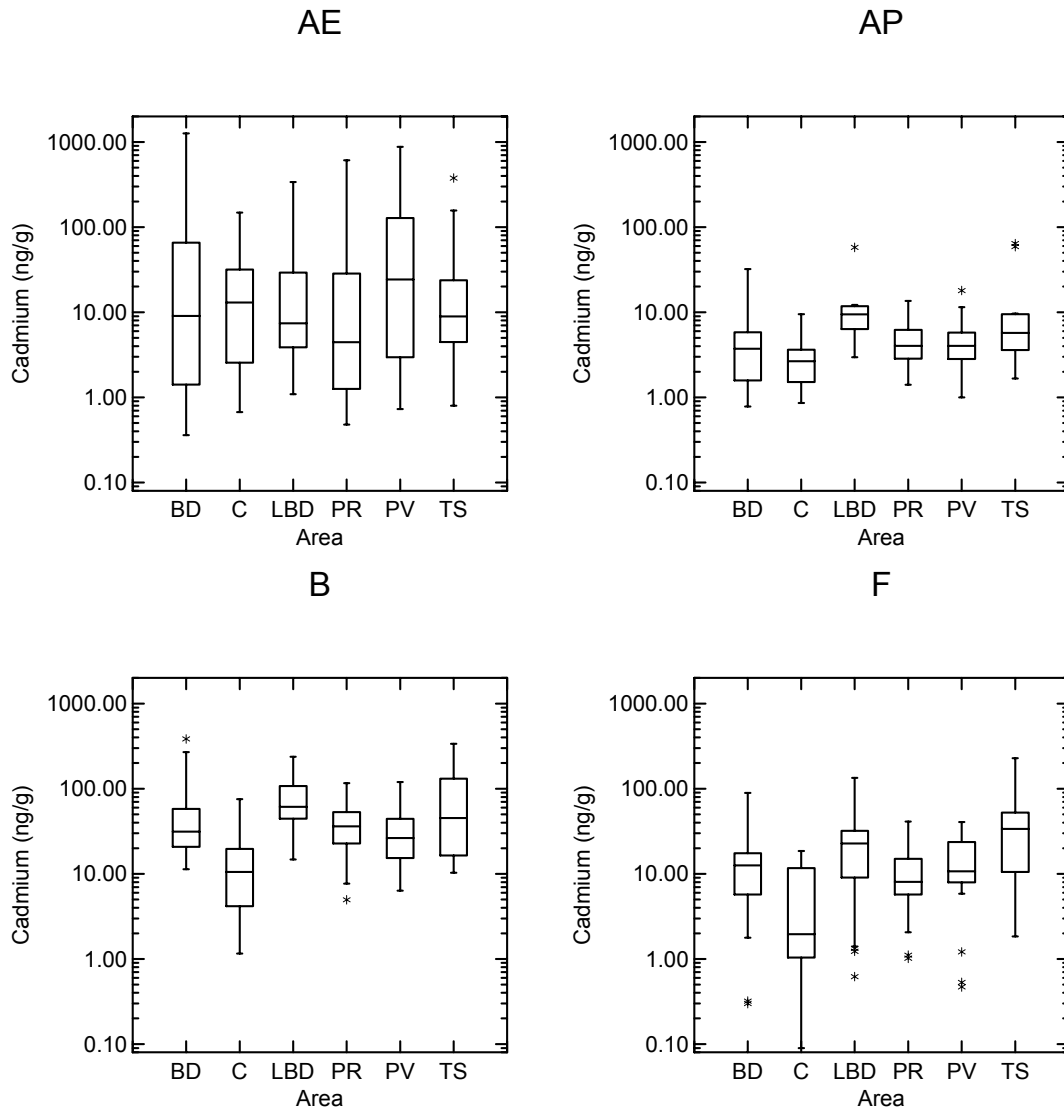 AE
1000.00
100.00
10.00
1.00
0.10
Cadmium (ng/g)
BD C LBD PR PV TS
Area
AP
1000.00
100.00
10.00
1.00
0.10
Cadmium (ng/g)
BD C LBD PR PV TS
Area
B
1000.00
100.00
10.00
1.00
0.10
Cadmium (ng/g)
BD C LBD PR PV TS
Area
F
1000.00
100.00
10.00
1.00
0.10
Cadmium (ng/g)
BD C LBD PR PV TS
Area